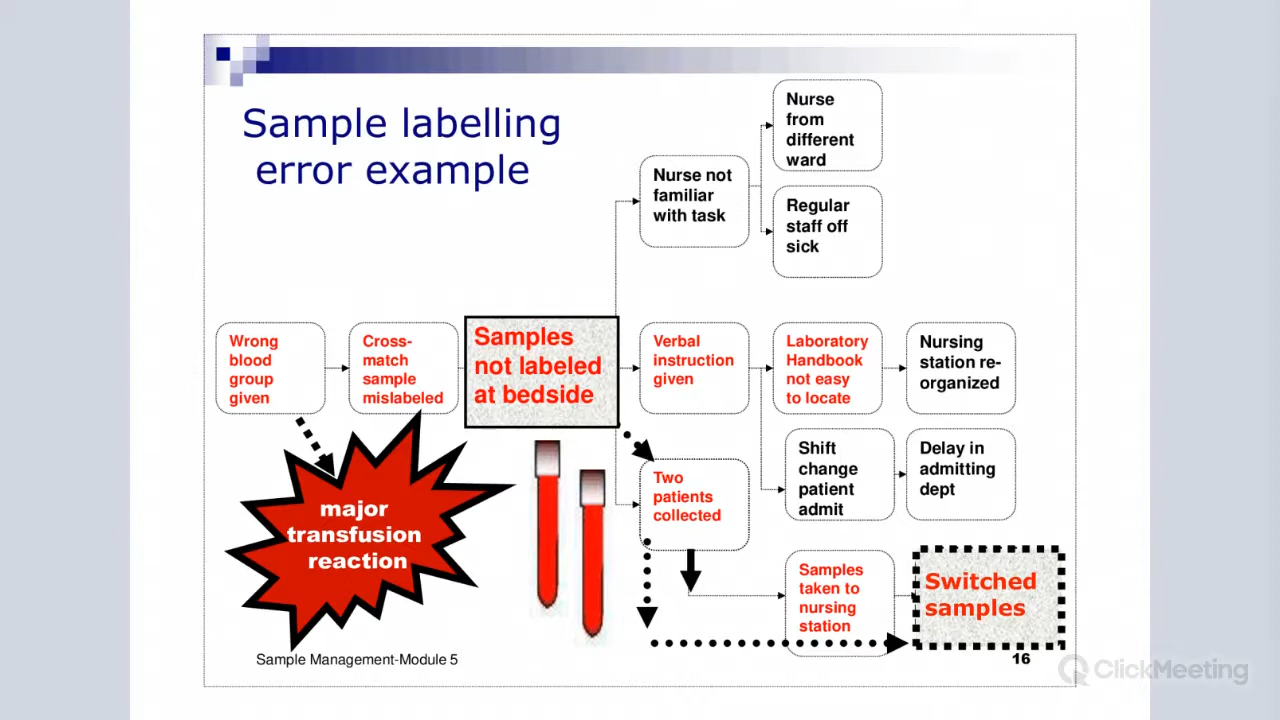 Sample labelling
error example
Nurse
from
different
ward
Nurse not
familiar
with task
Regular
staff off
sick
Wrong
blood
group
given
Cross-
match
sample
mislabeled
Samples
not labeled
at bedside
Verbal
instruction
given
Laboratory
Handbook
not easy
to locate
Nursing
station re-
organized
Shift
change
patient
admit
Delay in
admitting
dept
Two
patients
collected
major
transfusion
reaction
Samples
taken to
nursing
station
Switched
samples
Sample Management-Module 5
16
ClickMeeting